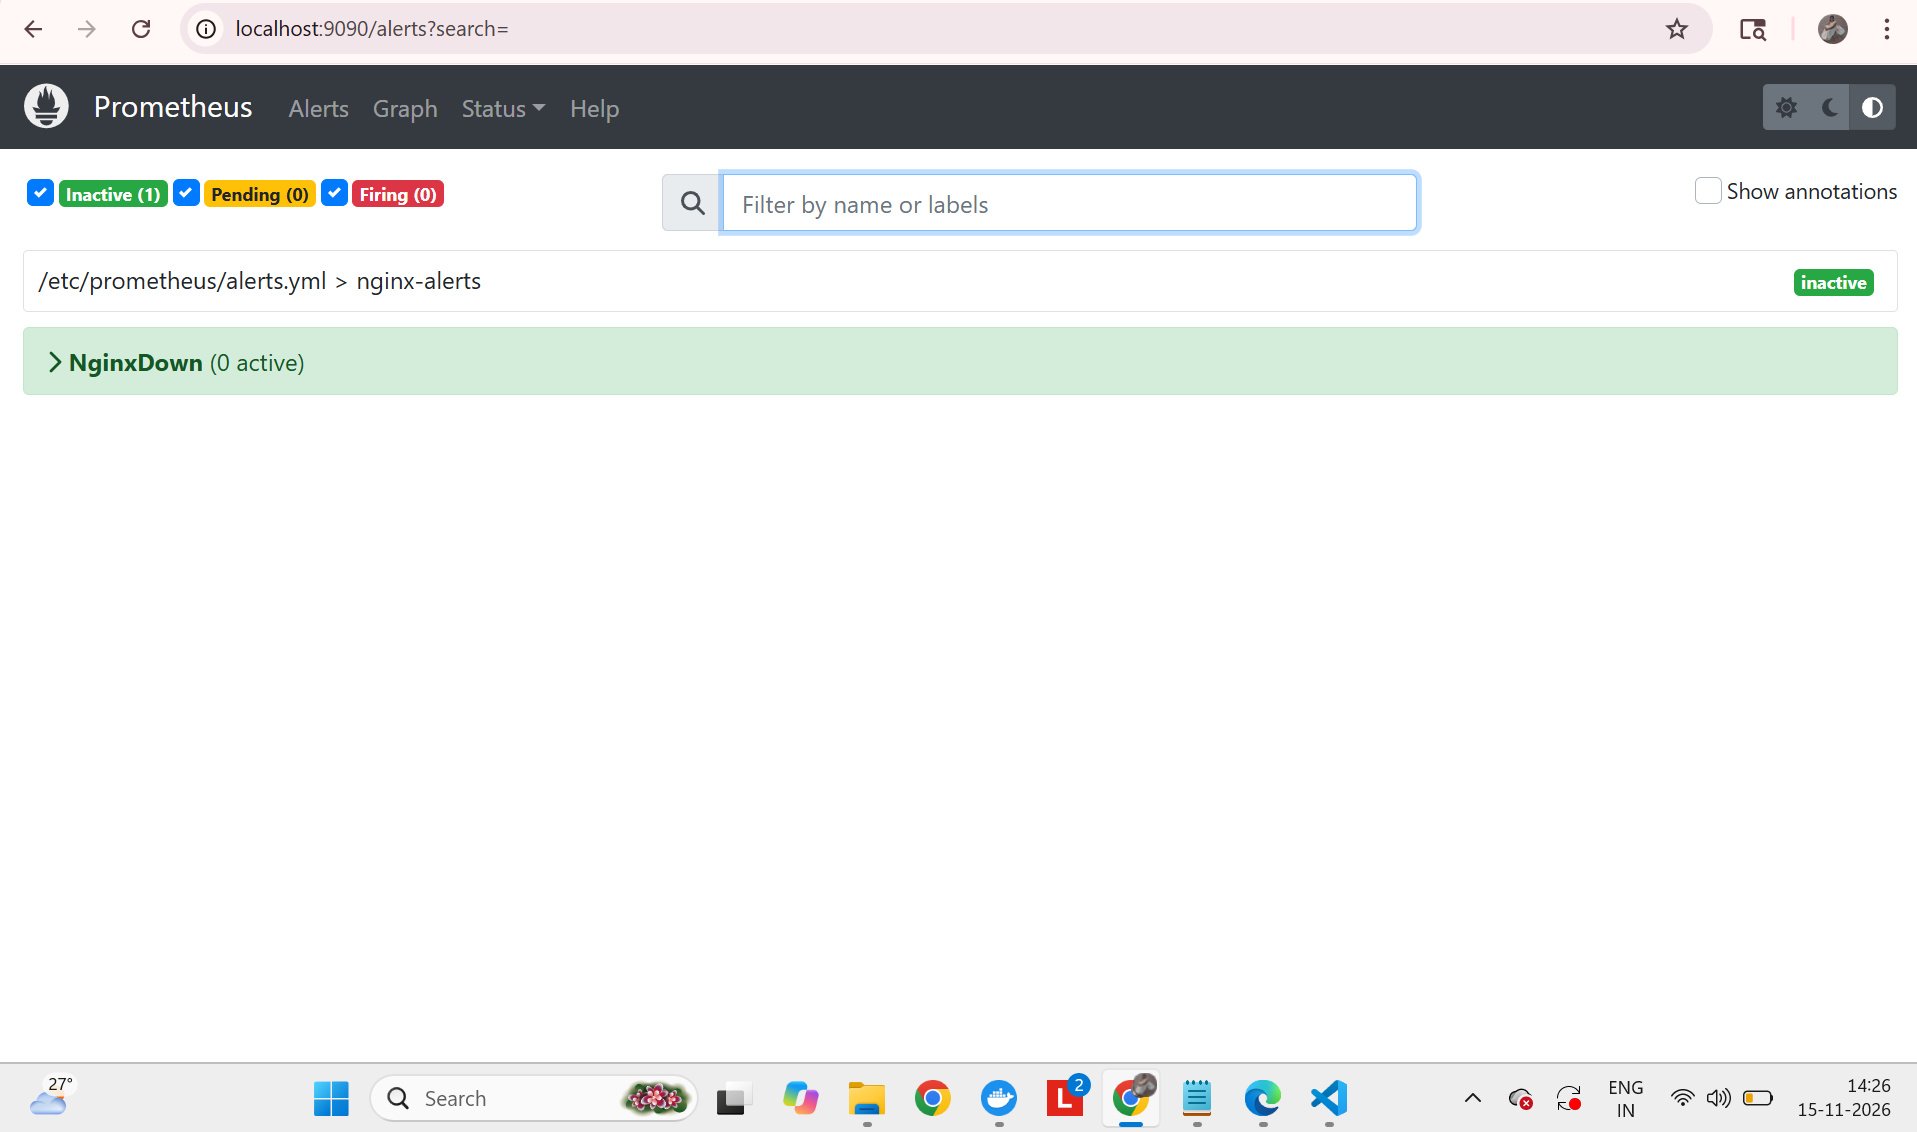 localhost:9090/alerts?search=
Prometheus Alerts Graph Status Help
Inactive (1) Pending (0) Firing (0) Filter by name or labels Show annotations
/etc/prometheus/alerts.yml > nginx-alerts inactive
NginxDown (0 active)
27° Search L 2 ENG IN 14:26
15-11-2026